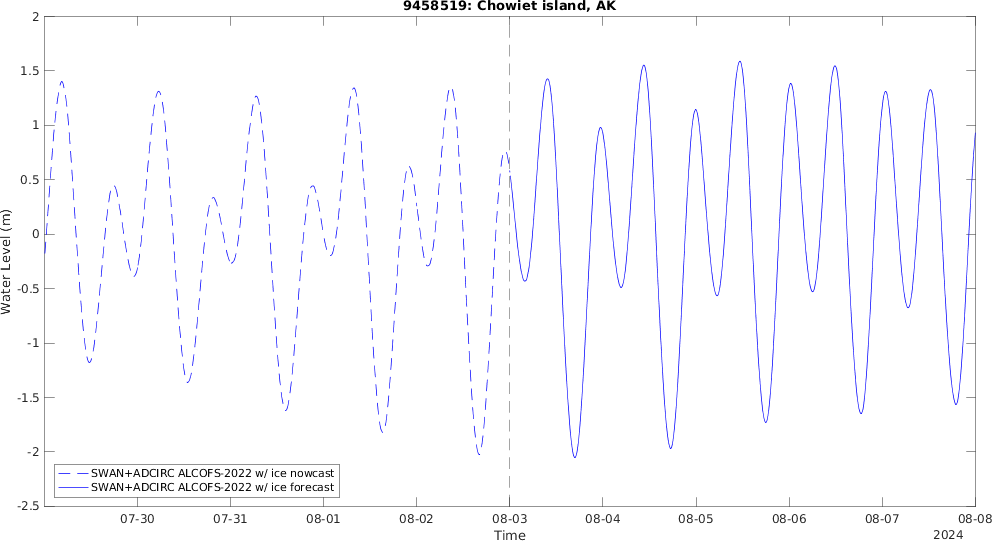 9458519: Chowiet island, AK
2
1.5
1
0.5
0
-0.5
-1
-1.5
-2
-2.5
Water Level (m)
SWAN+ADCIRC ALCOFS-2022 w/ ice nowcast
SWAN+ADCIRC ALCOFS-2022 w/ ice forecast
07-30 07-31 08-01 08-02 08-03 08-04 08-05 08-06 08-07 08-08
Time
2024